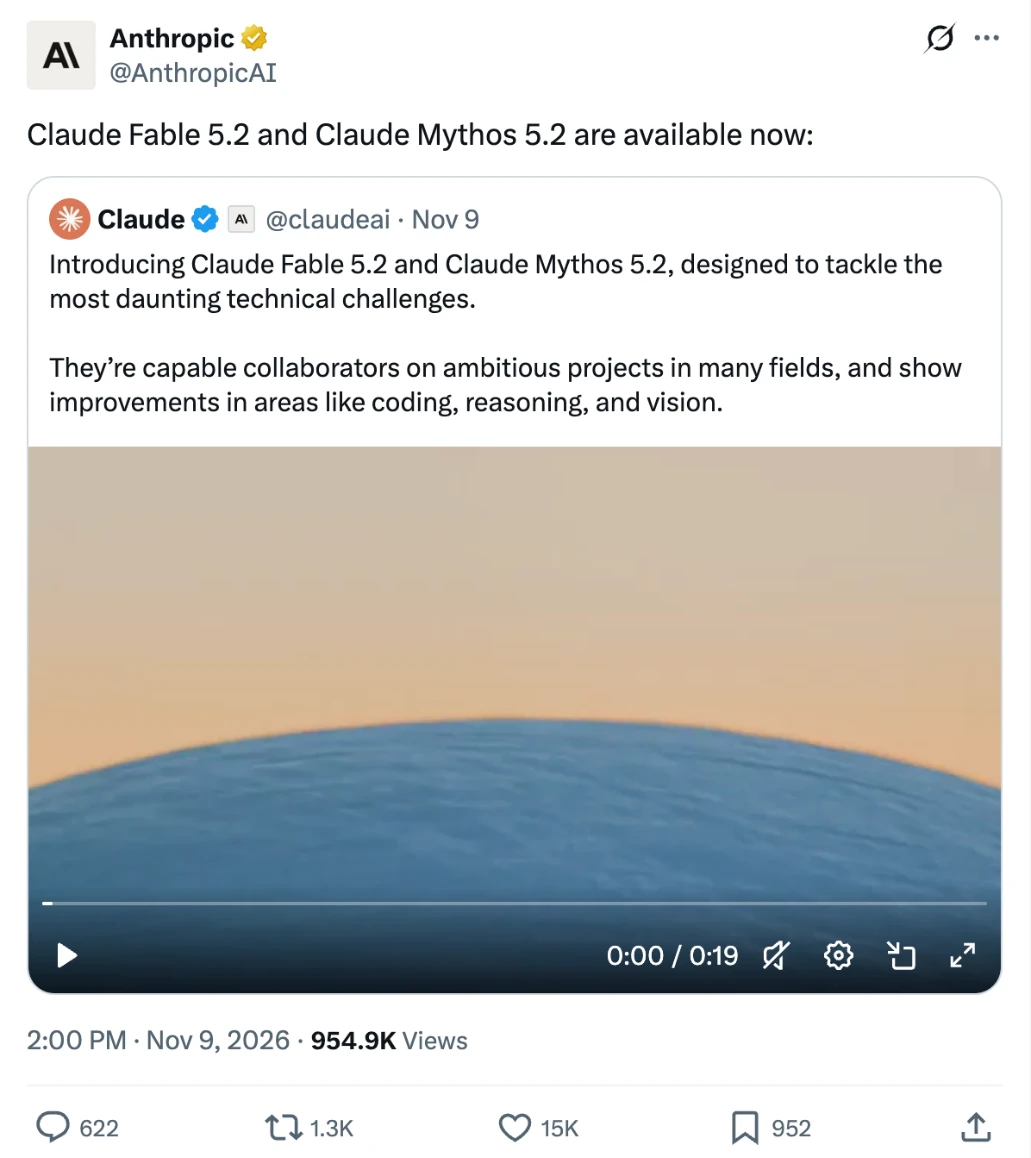 Anthropic
@AnthropicAI
Claude Fable 5.2 and Claude Mythos 5.2 are available now:
Claude A\ @claudeai · Nov 9
Introducing Claude Fable 5.2 and Claude Mythos 5.2, designed to tackle the
most daunting technical challenges.
They’re capable collaborators on ambitious projects in many fields, and show
improvements in areas like coding, reasoning, and vision.
0:00 / 0:19
2:00 PM · Nov 9, 2026 · 954.9K Views
622 1.3K 15K 952